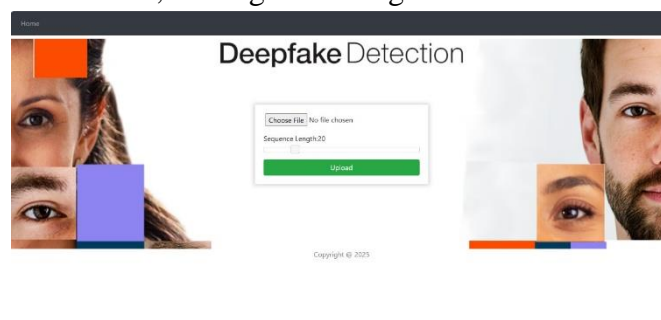 Home
Deepfake Detection
Choose File No file chosen
Sequence Length:20
Upload
Copyright @ 2025